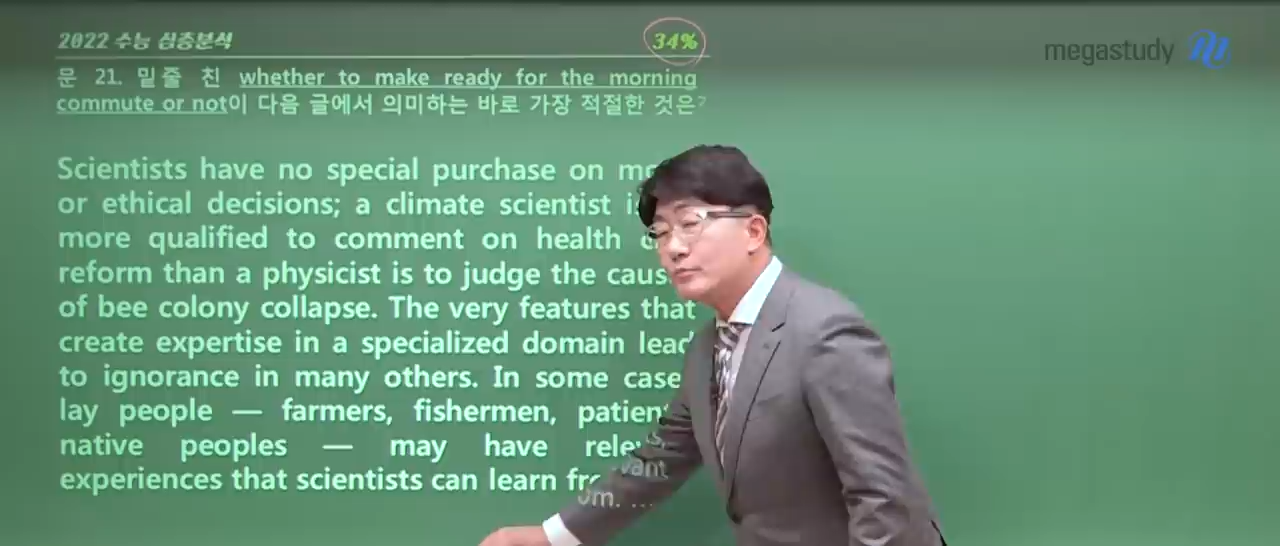 2022 수능 심층분석
34%
megastudy
문 21. 밑줄 친 whether to make ready for the morning
commute or not이 다음 글에서 의미하는 바로 가장 적절한 것은?
Scientists have no special purchase on
or ethical decisions; a climate scientist
more qualified to comment on health
reform than a physicist is to judge the
of bee colony collapse. The very features that
create expertise in a specialized domain lead
to ignorance in many others. In some
lay people — farmers, fishermen,
native peoples — may have
experiences that scientists can learn